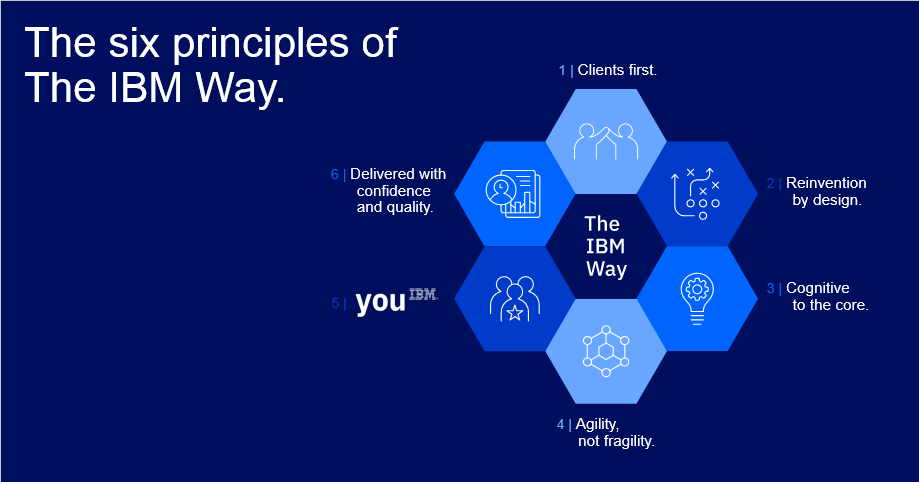 The six principles of
The IBM Way.
1 | Clients first.
2 | Reinvention
by design.
3 | Cognitive
to the core.
4 | Agility,
not fragility.
5 | you IBM
6 | Delivered with
confidence
and quality.
The
IBM
Way